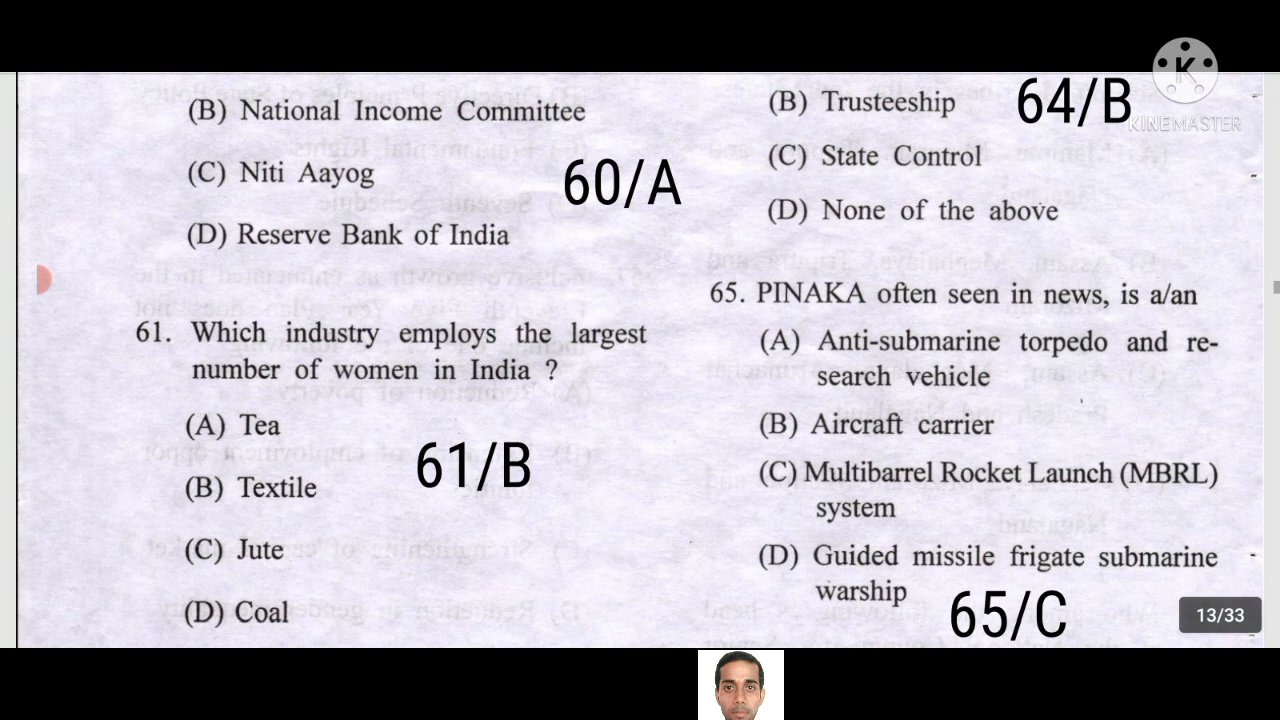 (B) National Income Committee
(C) Niti Aayog
60/A
(D) Reserve Bank of India
61. Which industry employs the largest
number of women in India ?
(A) Tea
61/B
(B) Textile
(C) Jute
(D) Coal
K
KINEMASTER
(B) Trusteeship
64/B
(C) State Control
(D) None of the above
65. PINAKA often seen in news, is a/an
(A) Anti-submarine torpedo and re-
search vehicle
(B) Aircraft carrier
(C) Multibarrel Rocket Launch (MBRL)
system
(D) Guided missile frigate submarine
warship
65/C
13/33